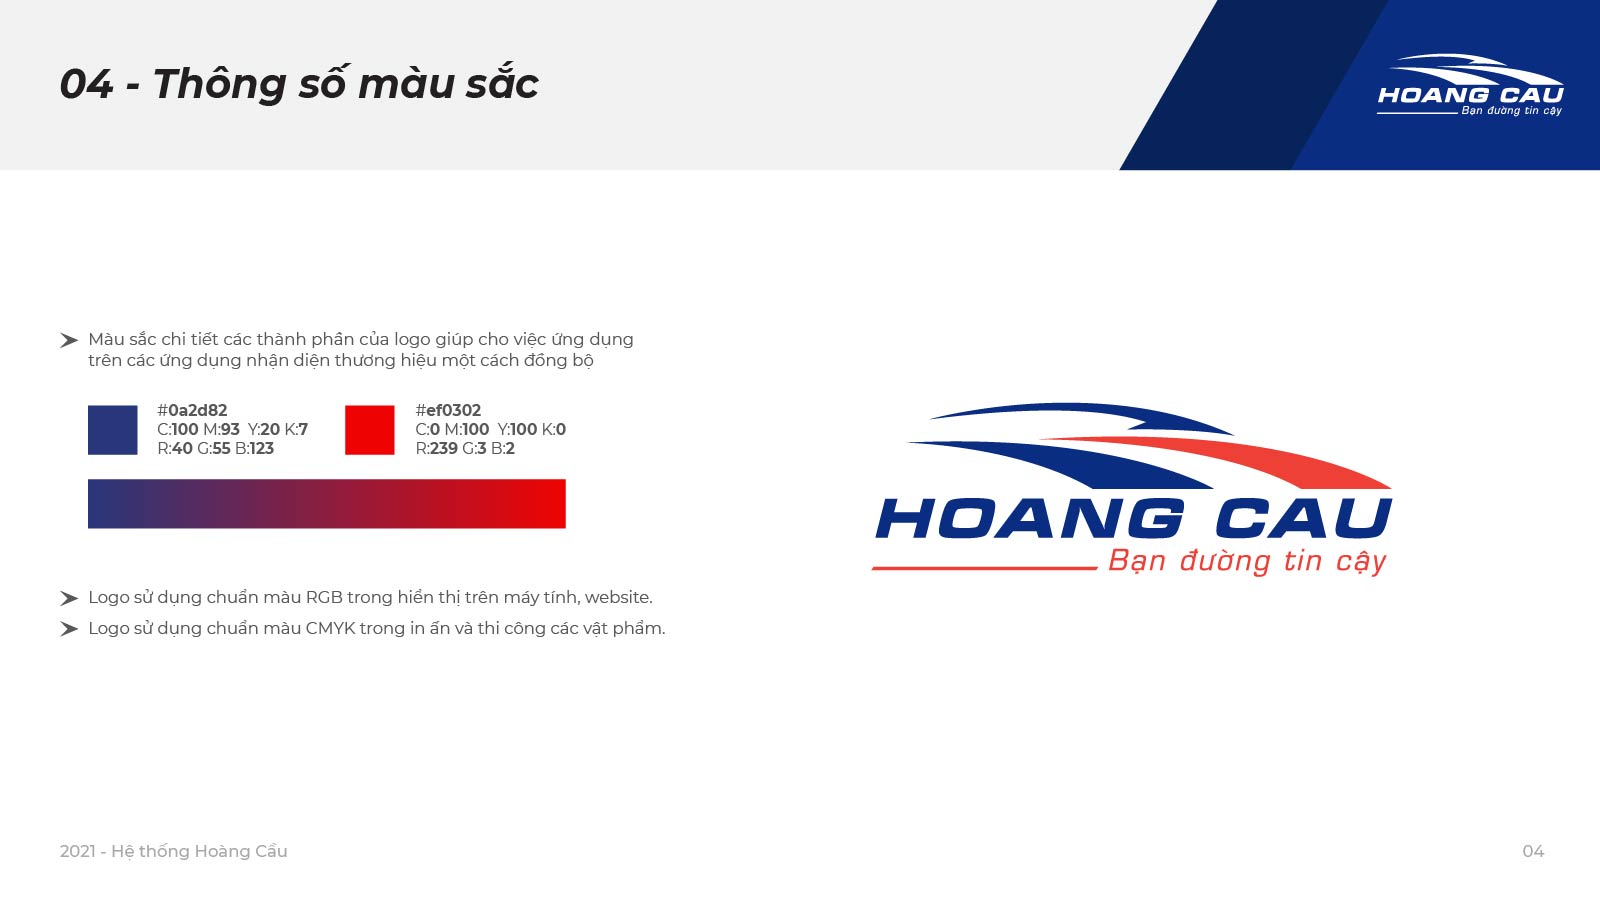 04 - Thông số màu sắc
HOANG CAU
Bạn đường tin cậy
Màu sắc chi tiết các thành phần của logo giúp cho việc ứng dụng
trên các ứng dụng nhận diện thương hiệu một cách đồng bộ
#0a2d82
C:100 M:93 Y:20 K:7
R:40 G:55 B:123
#ef0302
C:0 M:100 Y:100 K:0
R:239 G:3 B:2
HOANG CAU
Bạn đường tin cậy
Logo sử dụng chuẩn màu RGB trong hiển thị trên máy tính, website.
Logo sử dụng chuẩn màu CMYK trong in ấn và thi công các vật phẩm.
2021 - Hệ thống Hoàng Cầu
04